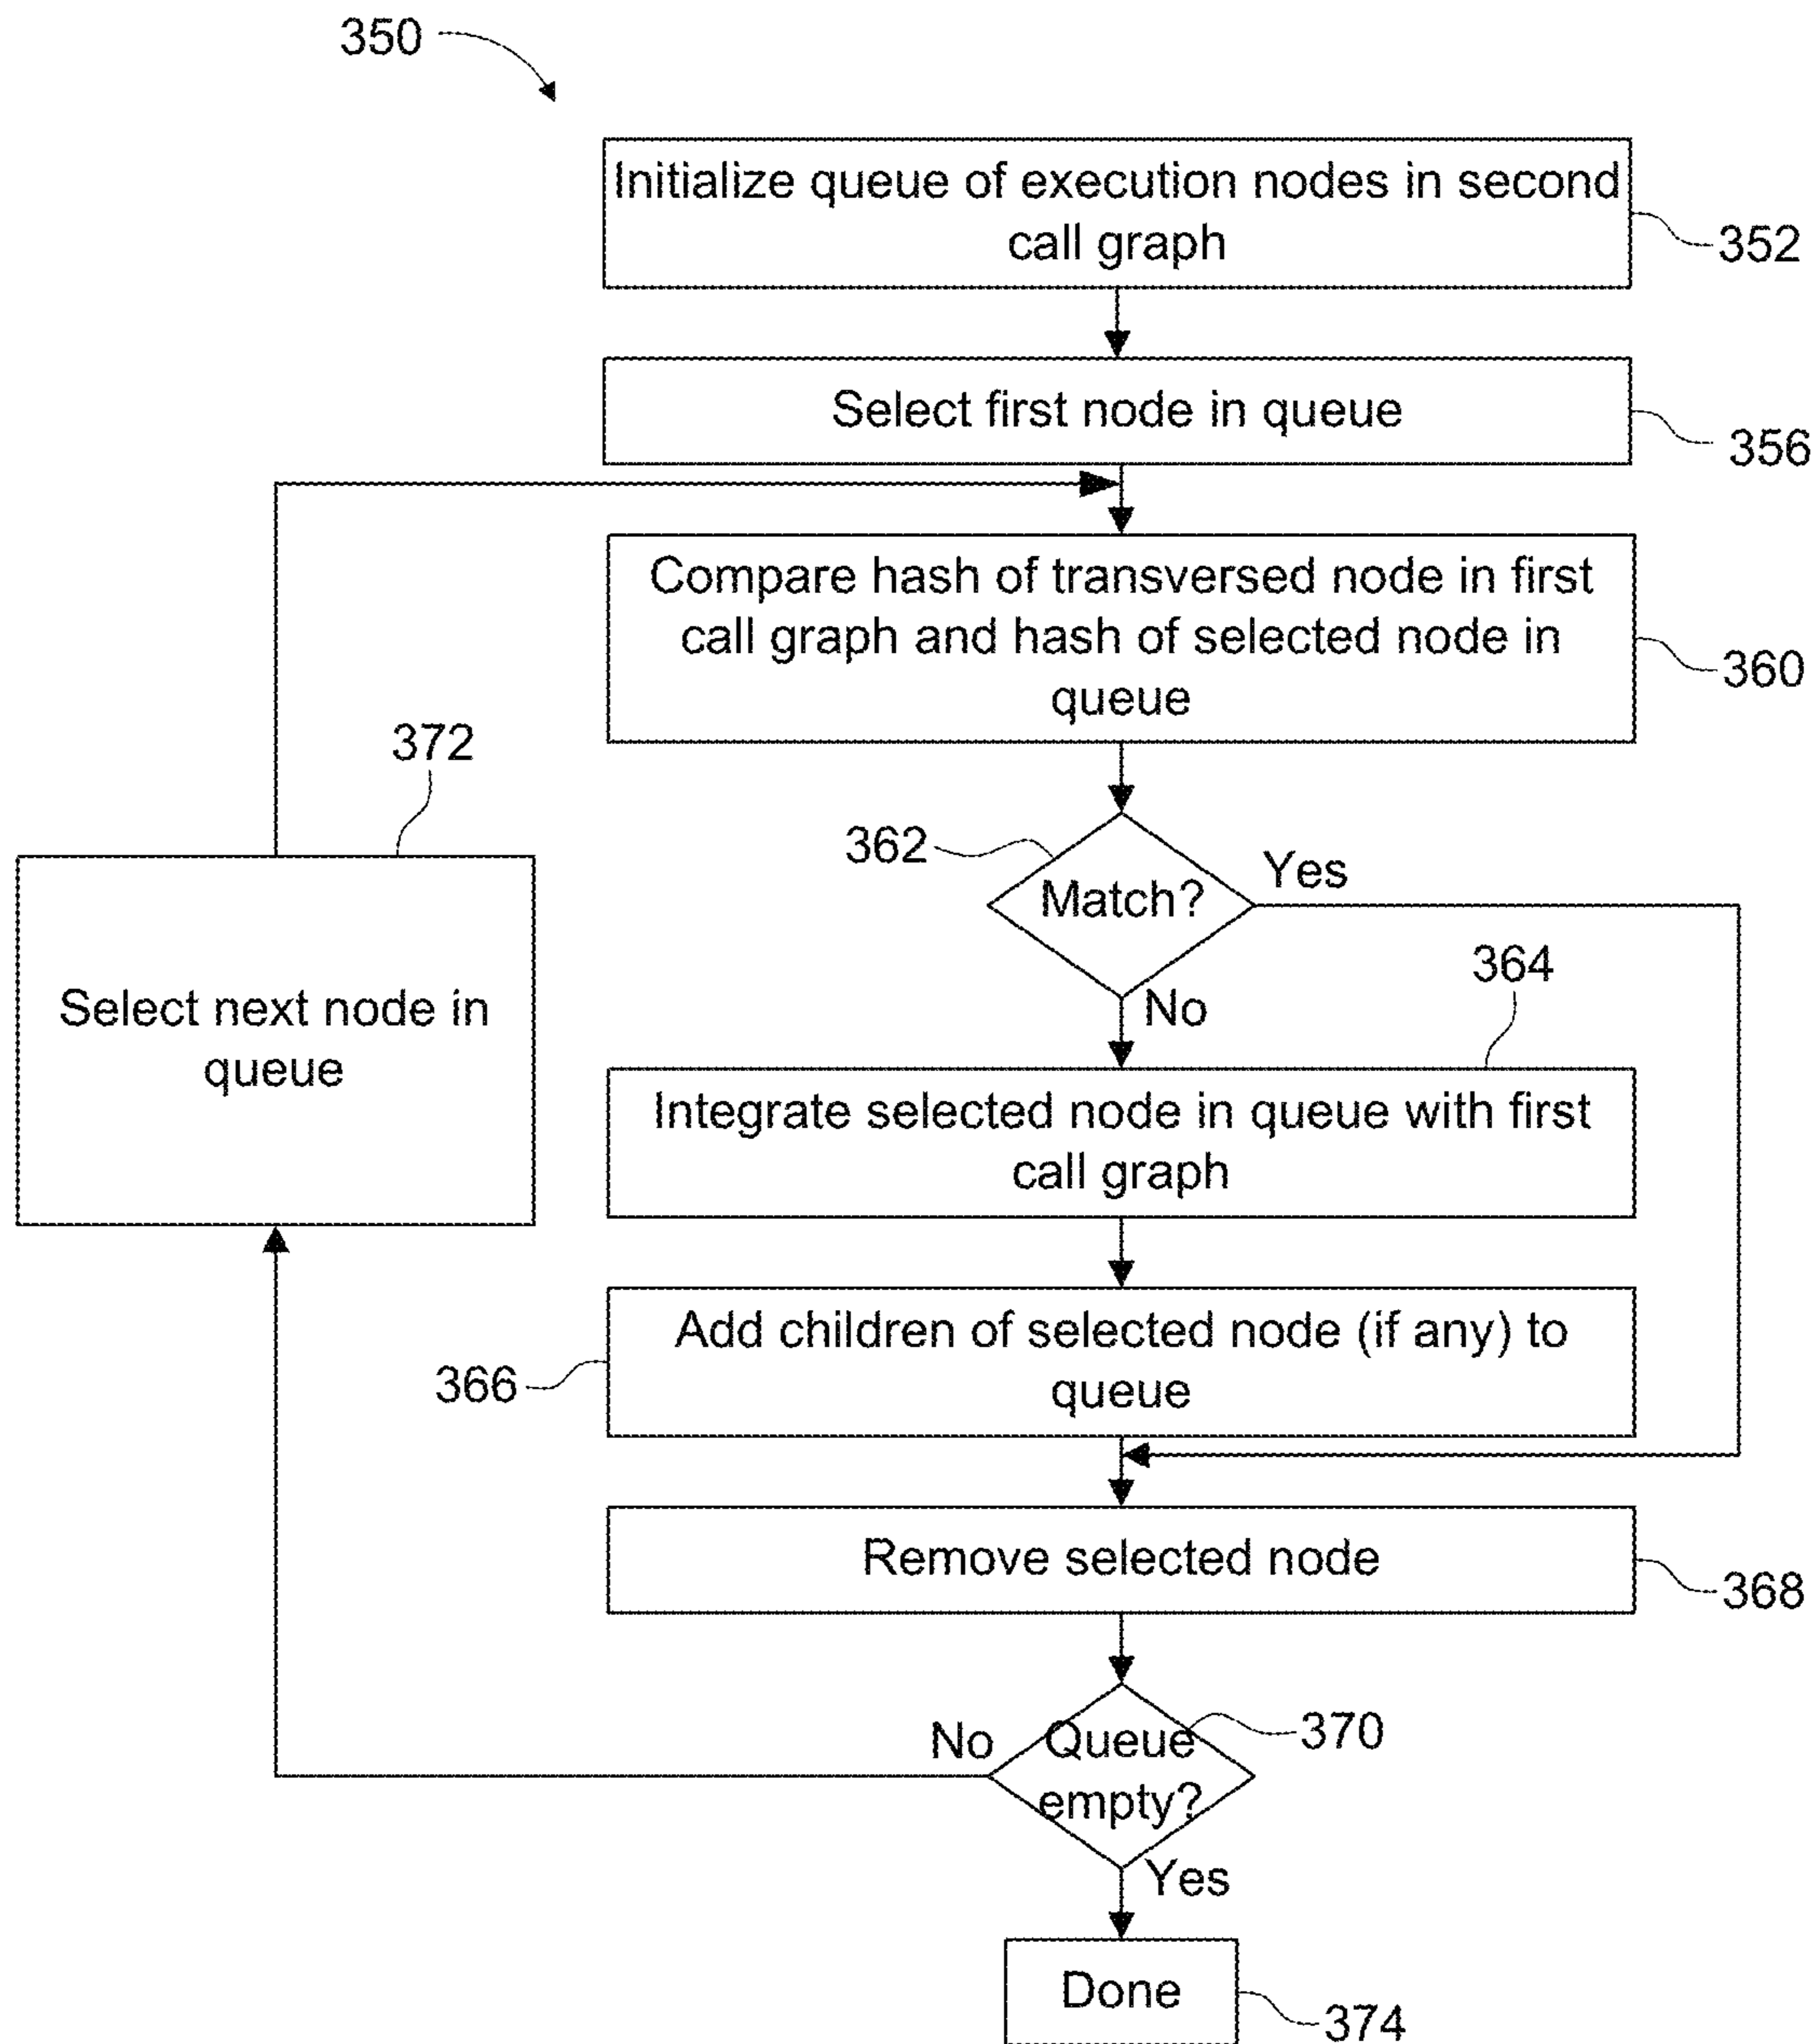 350
Initialize queue of execution nodes in second
call graph
352
Select first node in queue
356
Compare hash of transversed node in first
call graph and hash of selected node in
queue
360
372
362
Match?
Yes
Select next node in
queue
No
364
Integrate selected node in queue with first
call graph
Add children of selected node (if any) to
queue
366
Remove selected node
368
No
Queue
empty?
370
Yes
Done
374